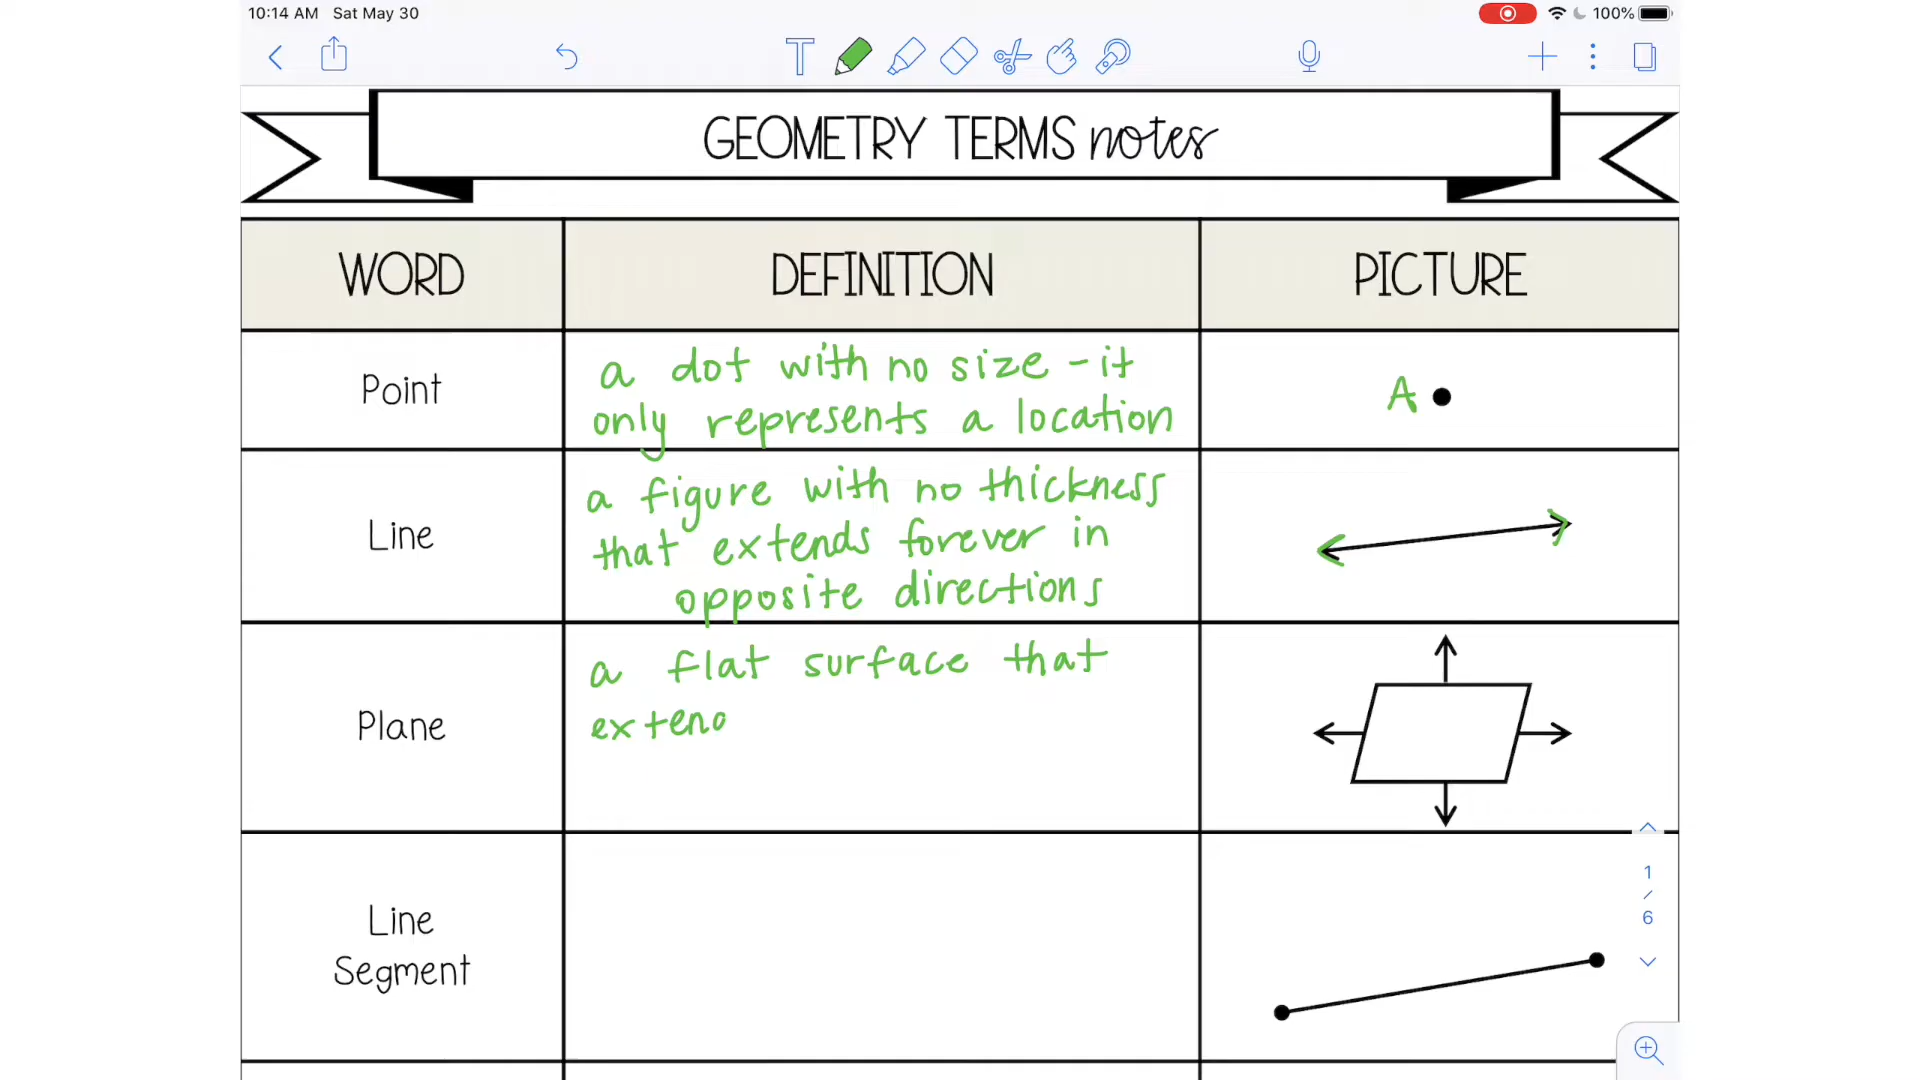 10:14 AM Sat May 30
100%
GEOMETRY TERMS notes
WORD DEFINITION PICTURE
Point
a dot with no size - it
only represents a location
A
Line
a figure with no thickness
that extends forever in
opposite directions
Plane
a flat surface that
exteno
Line
Segment
1
/
6